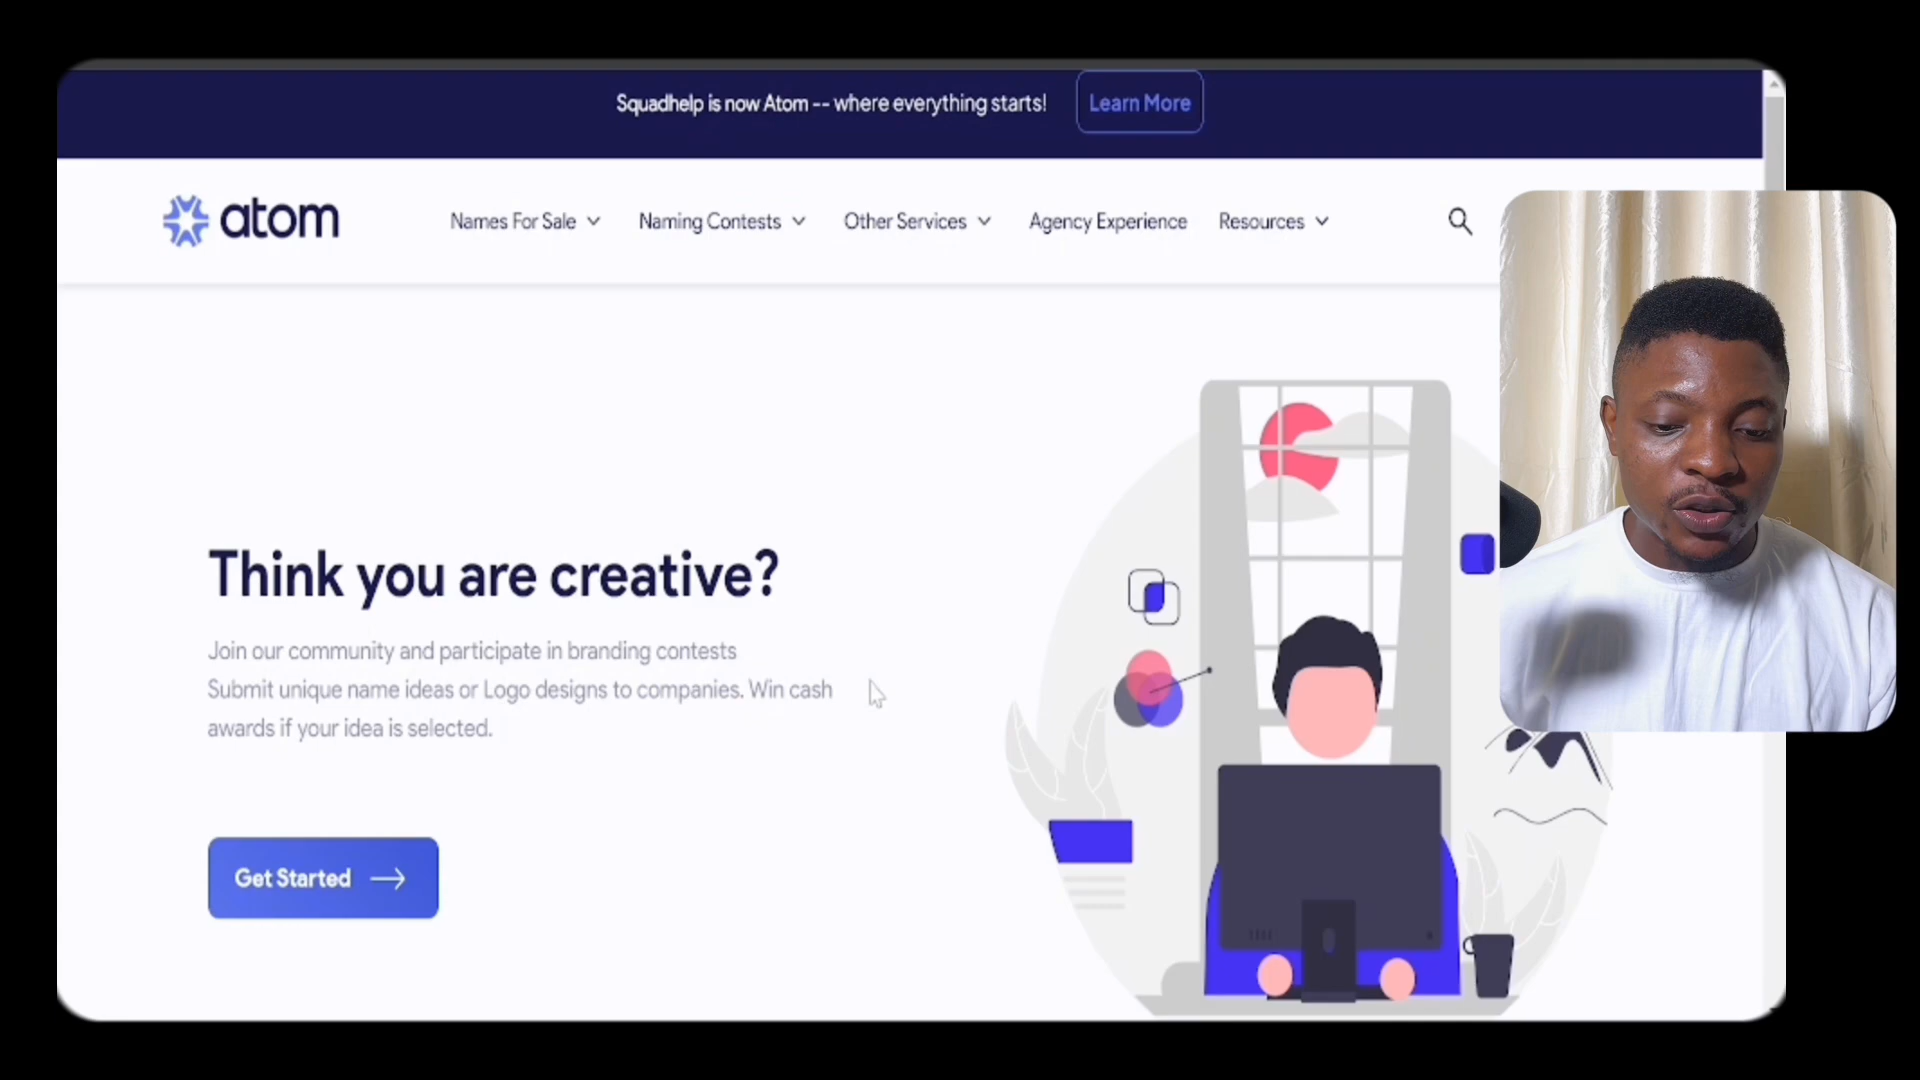 Squadhelp is now Atom -- where everything starts!
Learn More
atom
Names For Sale
Naming Contests
Other Services
Agency Experience
Resources
Think you are creative?
Join our community and participate in branding contests
Submit unique name ideas or Logo designs to companies. Win cash
awards if your idea is selected.
Get Started